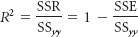 R² = SSR/SS_yy = 1 − SSE/SS_yy